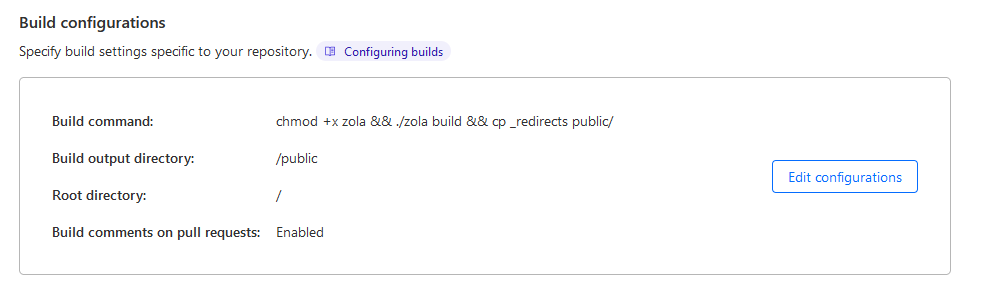 Build configurations
Specify build settings specific to your repository. Configuring builds
Build command: chmod +x zola && ./zola build && cp _redirects public/
Build output directory: /public
Edit configurations
Root directory: /
Build comments on pull requests: Enabled